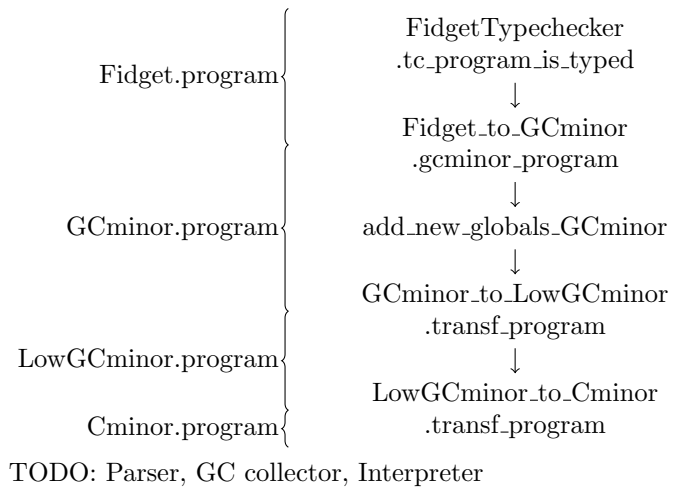 FidgetTypechecker
Fidget.program
.tc_program_is_typed
Fidget_to_GCminor
.gcminor_program
GCminor.program
add_new_globals_GCminor
GCminor_to_LowGCminor
.transf_program
LowGCminor.program
LowGCminor_to_Cminor
Cminor.program
.transf_program
TODO: Parser, GC collector, Interpreter